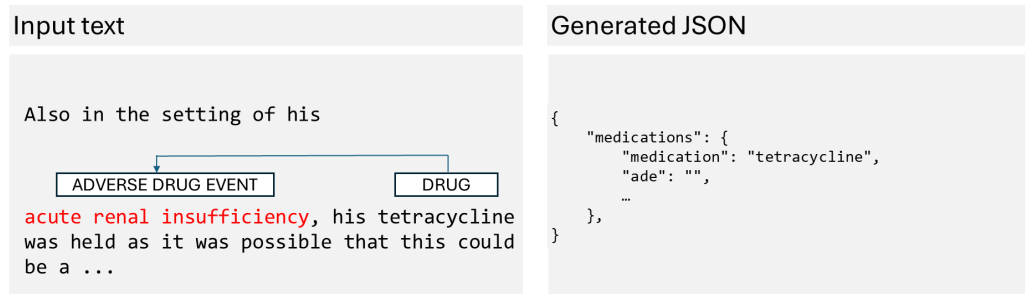 Input text
Also in the setting of his
ADVERSE DRUG EVENT
DRUG
acute renal insufficiency, his tetracycline
was held as it was possible that this could
be a ...
Generated JSON
{
    "medications": {
        "medication": "tetracycline",
        "ade": "",
        …
    },
}